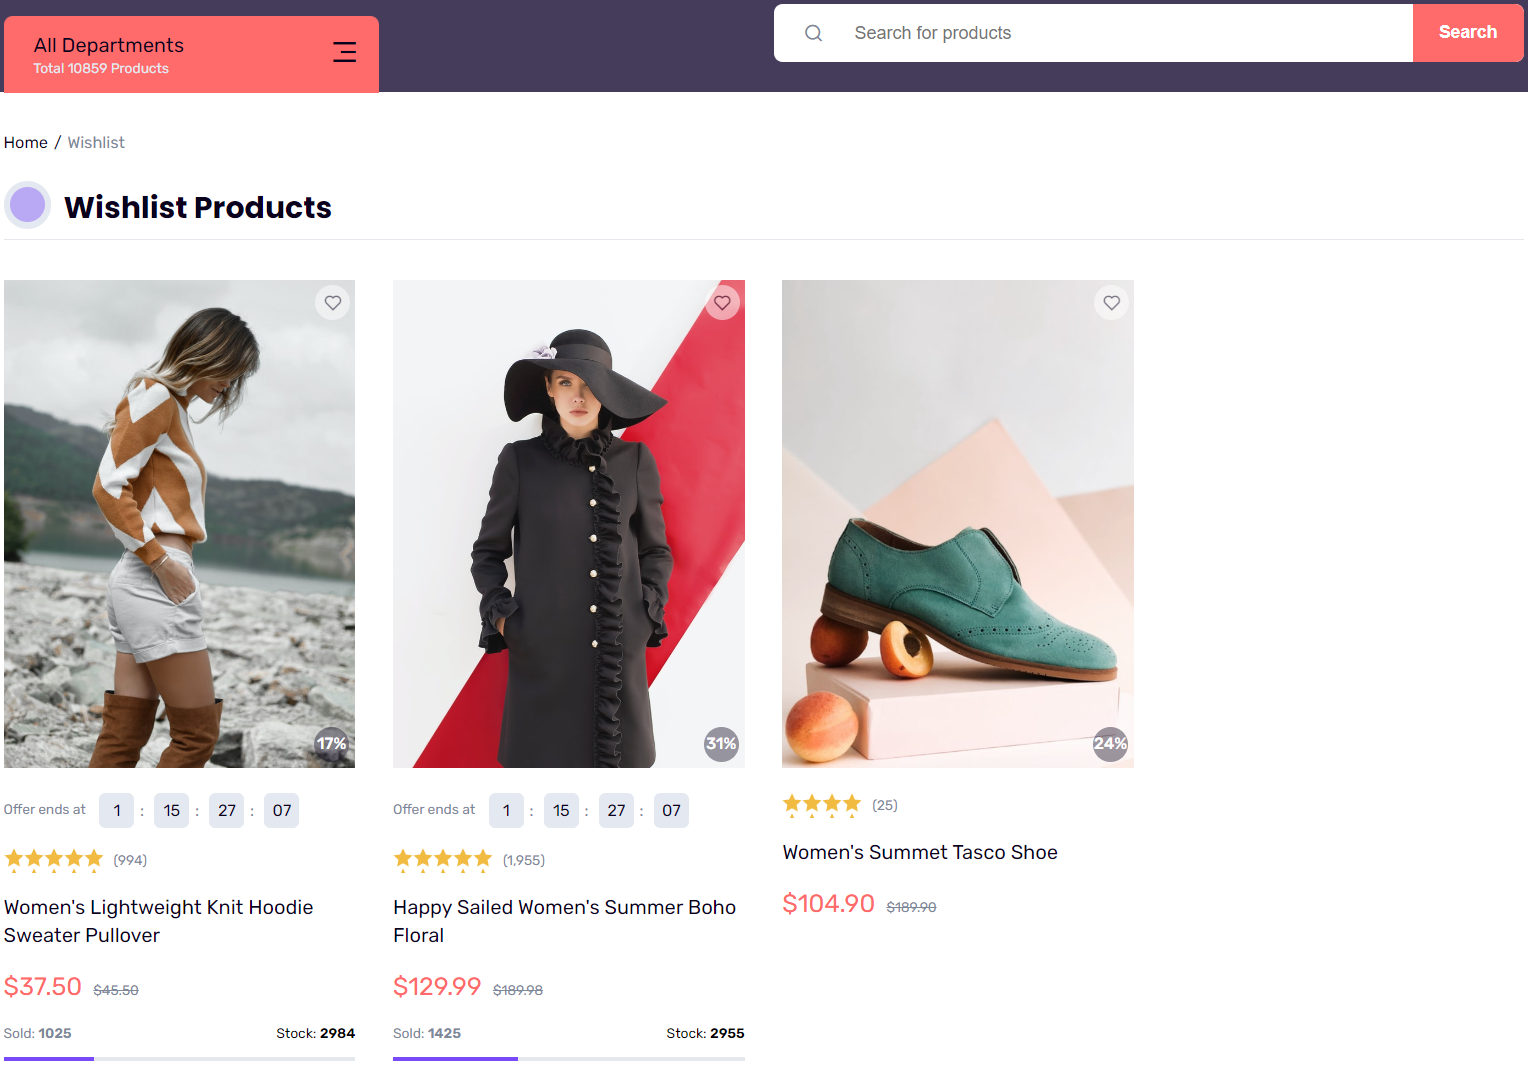 All Departments
Total 10859 Products
Search for products
Search
Home / Wishlist
Wishlist Products
17%
31%
24%
Offer ends at 1 : 15 : 27 : 07
(994)
Women's Lightweight Knit Hoodie
Sweater Pullover
$37.50 $45.50
Sold: 1025 Stock: 2984
Offer ends at 1 : 15 : 27 : 07
(1,955)
Happy Sailed Women's Summer Boho
Floral
$129.99 $189.98
Sold: 1425 Stock: 2955
(25)
Women's Summet Tasco Shoe
$104.90 $189.90